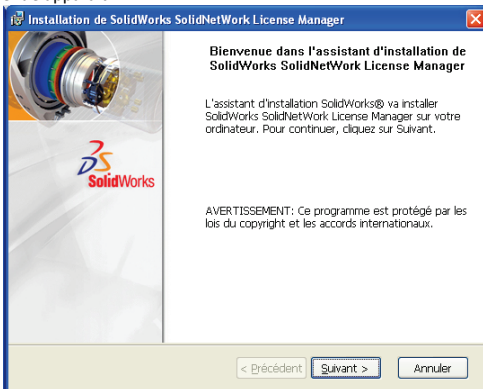 Installation de SolidWorks SolidNetWork License Manager
Bienvenue dans l'assistant d'installation de
SolidWorks SolidNetWork License Manager
L'assistant d'installation SolidWorks® va installer
SolidWorks SolidNetWork License Manager sur votre
ordinateur. Pour continuer, cliquez sur Suivant.
SolidWorks
AVERTISSEMENT: Ce programme est protégé par les
lois du copyright et les accords internationaux.
< Précédent Suivant > Annuler